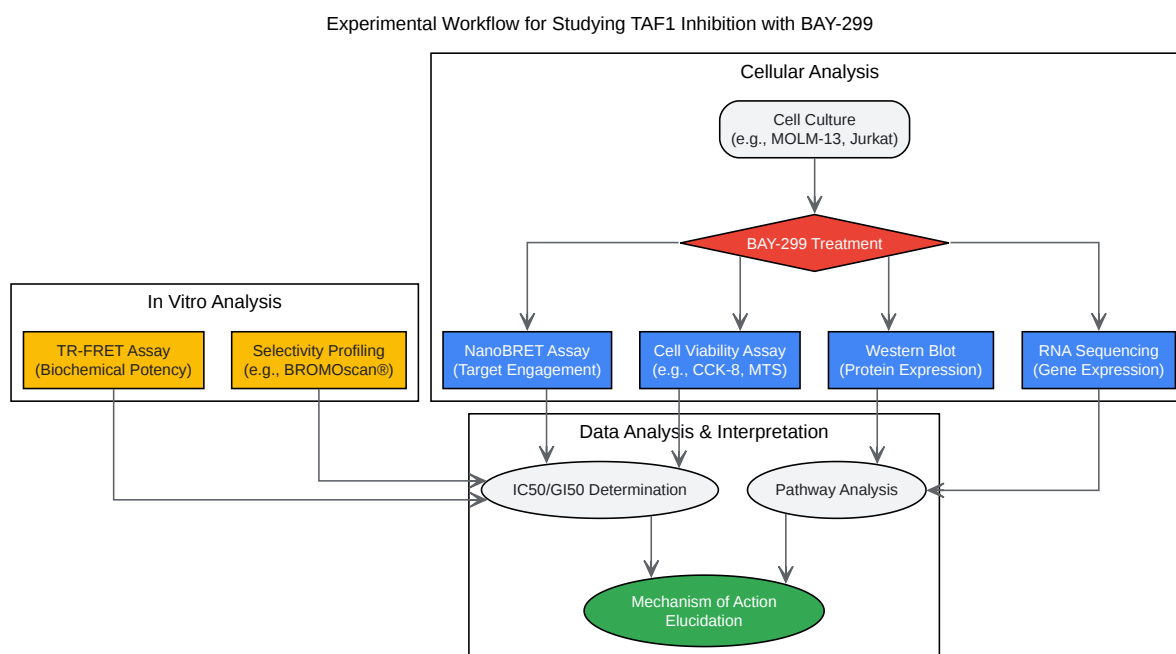 Experimental Workflow for Studying TAF1 Inhibition with BAY-299
Cellular Analysis
Cell Culture
(e.g., MOLM-13, Jurkat)
BAY-299 Treatment
In Vitro Analysis
TR-FRET Assay
(Biochemical Potency)
Selectivity Profiling
(e.g., BROMOscan®)
NanoBRET Assay
(Target Engagement)
Cell Viability Assay
(e.g., CCK-8, MTS)
Western Blot
(Protein Expression)
RNA Sequencing
(Gene Expression)
Data Analysis & Interpretation
IC50/GI50 Determination
Pathway Analysis
Mechanism of Action
Elucidation